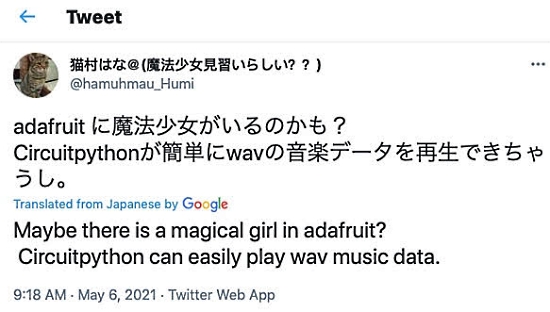 Tweet
猫村はな@(魔法少女見習いらしい?？)
@hamuhmau_Humi
adafruit に魔法少女がいるのかも？
Circuitpythonが簡単にwavの音楽データを再生できちゃ
うし。
Translated from Japanese by Google
Maybe there is a magical girl in adafruit?
Circuitpython can easily play wav music data.
9:18 AM · May 6, 2021 · Twitter Web App